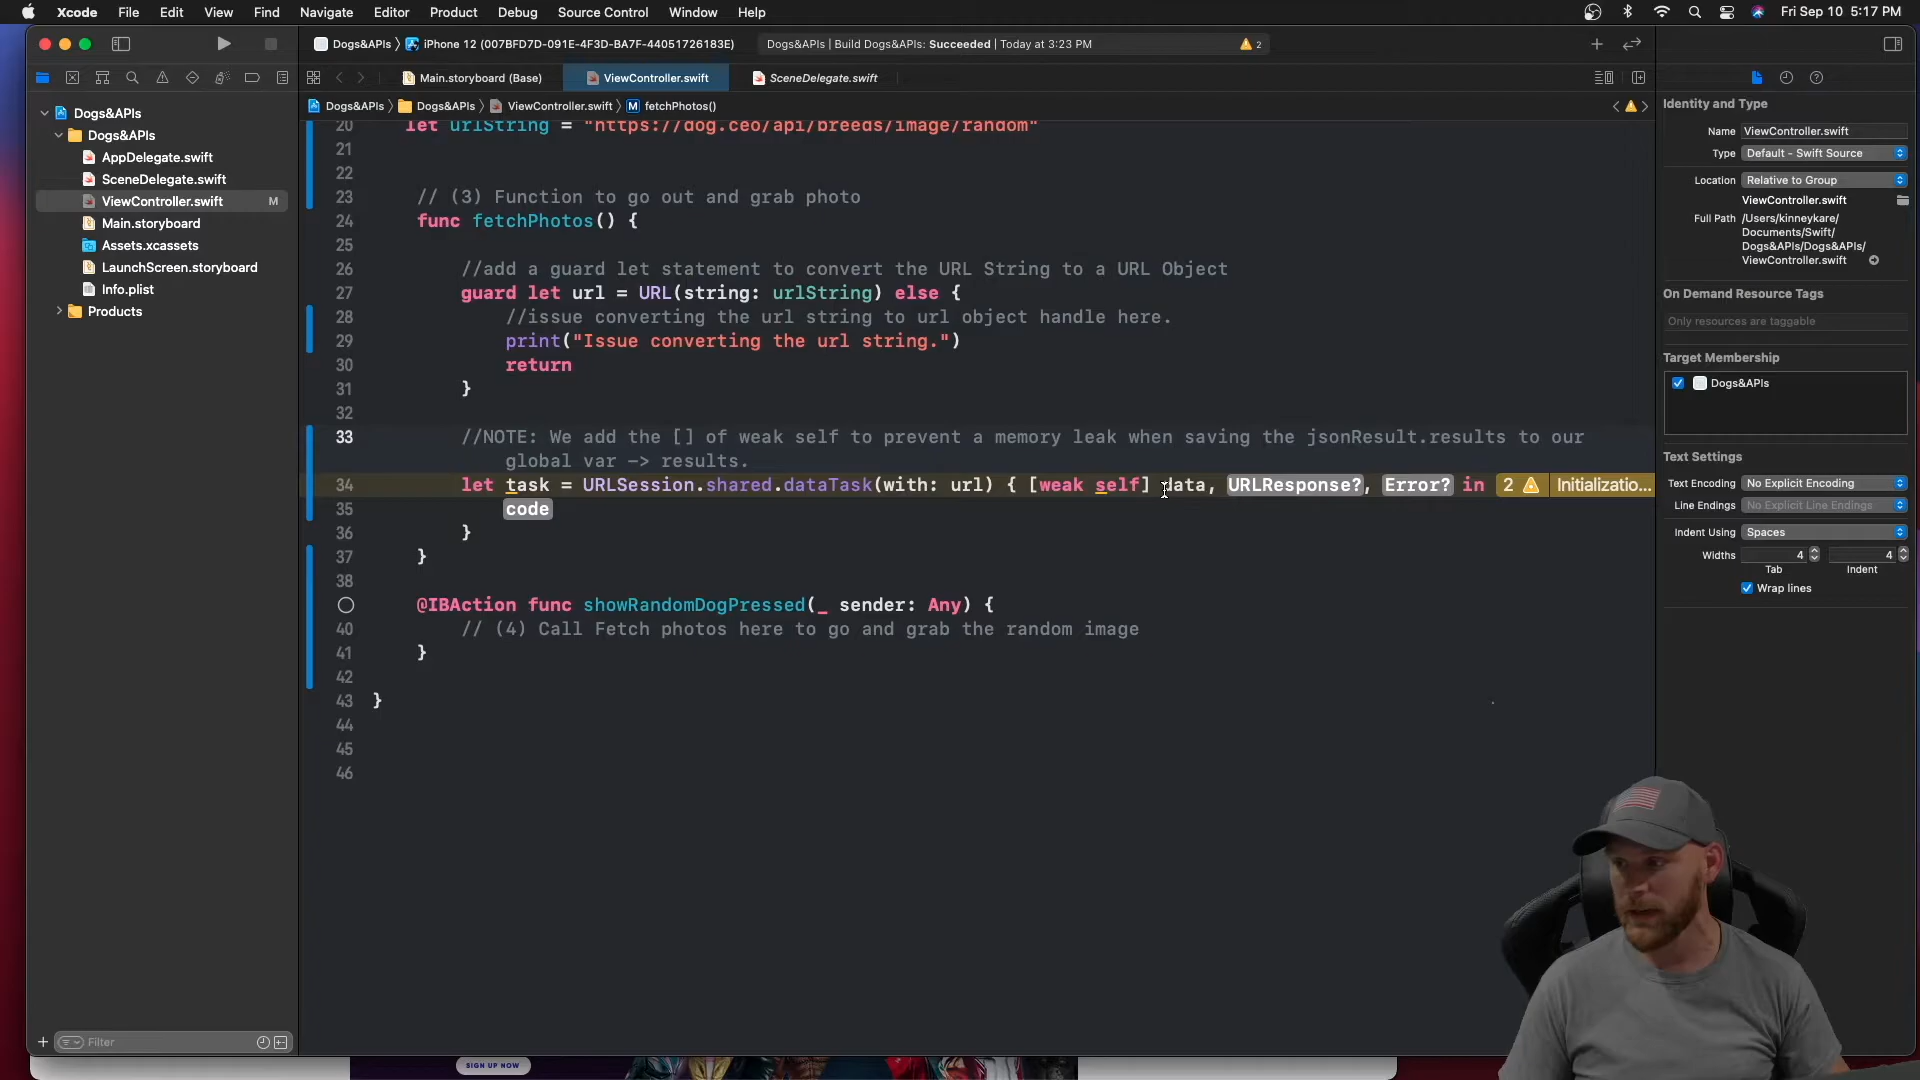 Xcode File Edit View Find Navigate Editor Product Debug Source Control Window Help Fri Sep 10 5:17 PM
Dogs&APIs iPhone 12 (007BFD7D-091E-4F3D-BA7F-44051726183E) Dogs&APIs | Build Dogs&APIs: Succeeded | Today at 3:23 PM 2
Main.storyboard (Base) ViewController.swift SceneDelegate.swift
Dogs&APIs Dogs&APIs ViewController.swift M fetchPhotos()
Dogs&APIs
Dogs&APIs
AppDelegate.swift
SceneDelegate.swift
ViewController.swift M
Main.storyboard
Assets.xcassets
LaunchScreen.storyboard
Info.plist
Products
Filter
20 let urlString = "https://dog.ceo/api/breeds/image/random"
21
22
23 // (3) Function to go out and grab photo
24 func fetchPhotos() {
25
26 //add a guard let statement to convert the URL String to a URL Object
27 guard let url = URL(string: urlString) else {
28 //issue converting the url string to url object handle here.
29 print("Issue converting the url string.")
30 return
31 }
32
33 //NOTE: We add the [] of weak self to prevent a memory leak when saving the jsonResult.results to our
global var —> results.
34 let task = URLSession.shared.dataTask(with: url) { [weak self] data, URLResponse?, Error? in 2 Initializatio...
35 code
36 }
37 }
38
@IBAction func showRandomDogPressed(_ sender: Any) {
40 // (4) Call Fetch photos here to go and grab the random image
41 }
42
43 }
44
45
46
Identity and Type
Name ViewController.swift
Type Default - Swift Source
Location Relative to Group
ViewController.swift
Full Path /Users/kinneykare/
Documents/Swift/
Dogs&APIs/Dogs&APIs/
ViewController.swift
On Demand Resource Tags
Only resources are taggable
Target Membership
Dogs&APIs
Text Settings
Text Encoding No Explicit Encoding
Line Endings No Explicit Line Endings
Indent Using Spaces
Widths 4 4
Tab Indent
Wrap lines
SIGN UP NOW